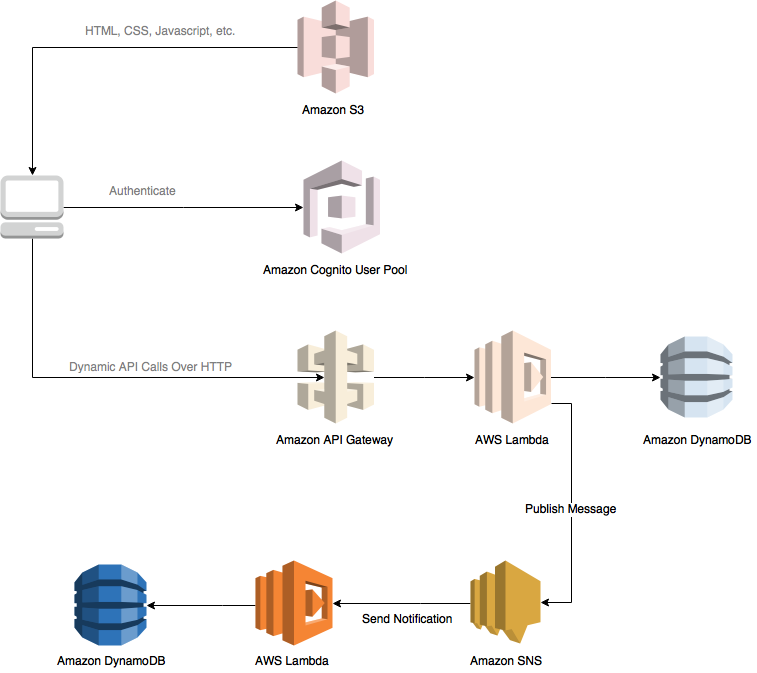 HTML, CSS, Javascript, etc.
Amazon S3
Authenticate
Amazon Cognito User Pool
Dynamic API Calls Over HTTP
Amazon API Gateway
AWS Lambda
Amazon DynamoDB
Publish Message
Send Notification
Amazon DynamoDB
AWS Lambda
Amazon SNS